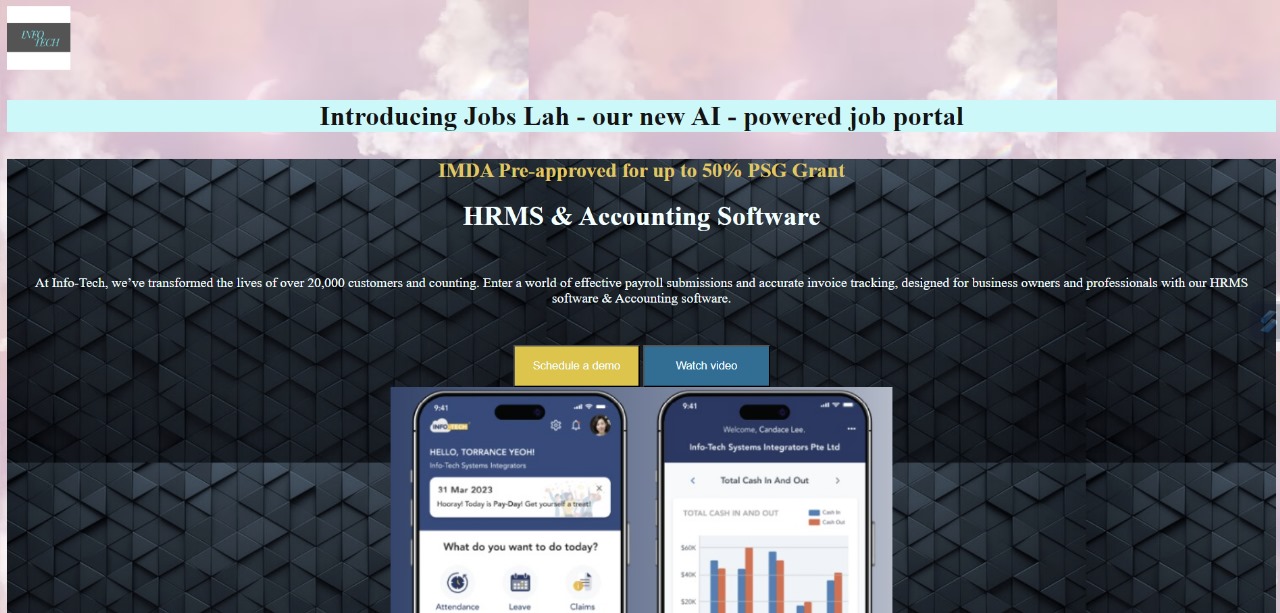 INFO
TECH
Introducing Jobs Lah - our new AI - powered job portal
IMDA Pre-approved for up to 50% PSG Grant
HRMS & Accounting Software
At Info-Tech, we’ve transformed the lives of over 20,000 customers and counting. Enter a world of effective payroll submissions and accurate invoice tracking, designed for business owners and professionals with our HRMS
software & Accounting software.
Schedule a demo
Watch video
9:41
INFO-TECH
HELLO, TORRANCE YEOH!
Info-Tech Systems Integrators
31 Mar 2023
Hooray! Today is Pay-Day! Get yourself a treat!
What do you want to do today?
Attendance Leave Claims
9:41
Welcome, Candace Lee.
Info-Tech Systems Integrators Pte Ltd
Total Cash In And Out
TOTAL CASH IN AND OUT
Cash In
Cash Out
$60K
$40K
$20K